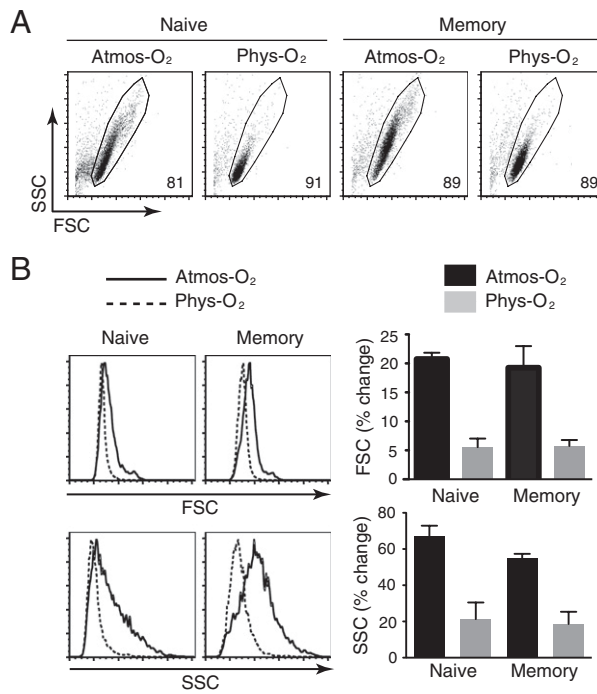 A
Naive
Memory
Atmos-O₂
Phys-O₂
Atmos-O₂
Phys-O₂
SSC
81
91
89
89
FSC
B
Atmos-O₂
Phys-O₂
Atmos-O₂
Phys-O₂
Naive
Memory
FSC
FSC (% change)
25
20
15
10
5
0
Naive
Memory
SSC
SSC (% change)
80
60
40
20
0
Naive
Memory